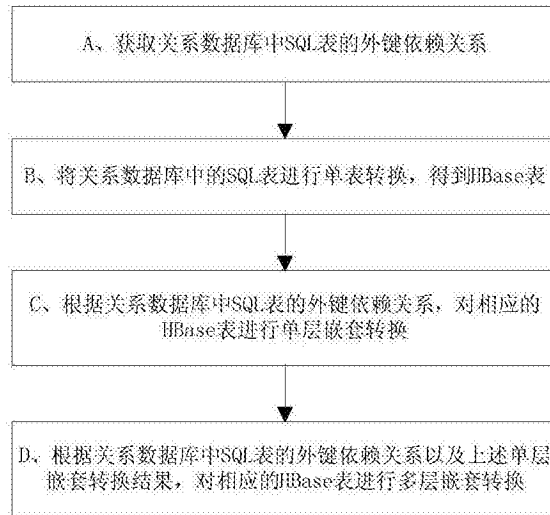 A、获取关系数据库中SQL表的外键依赖关系
B、将关系数据库中的SQL表进行单表转换，得到HBase表
C、根据关系数据库中SQL表的外键依赖关系，对相应的
HBase表进行单层嵌套转换
D、根据关系数据库中SQL表的外键依赖关系以及上述单层
嵌套转换结果，对相应的HBase表进行多层嵌套转换